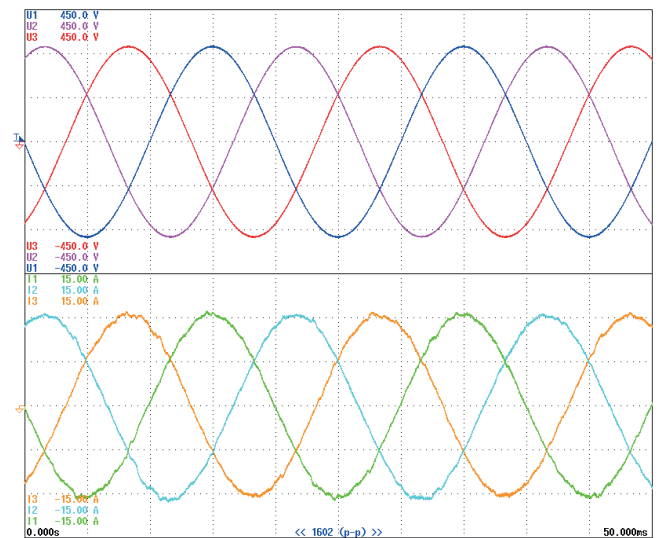 U1 450.0 V
U2 450.0 V
U3 450.0 V
U3 -450.0 V
U2 -450.0 V
U1 -450.0 V
I1 15.00 A
I2 15.00 A
I3 15.00 A
I3 -15.00 A
I2 -15.00 A
I1 -15.00 A
0.000s << 1602 (p-p) >> 50.000ms